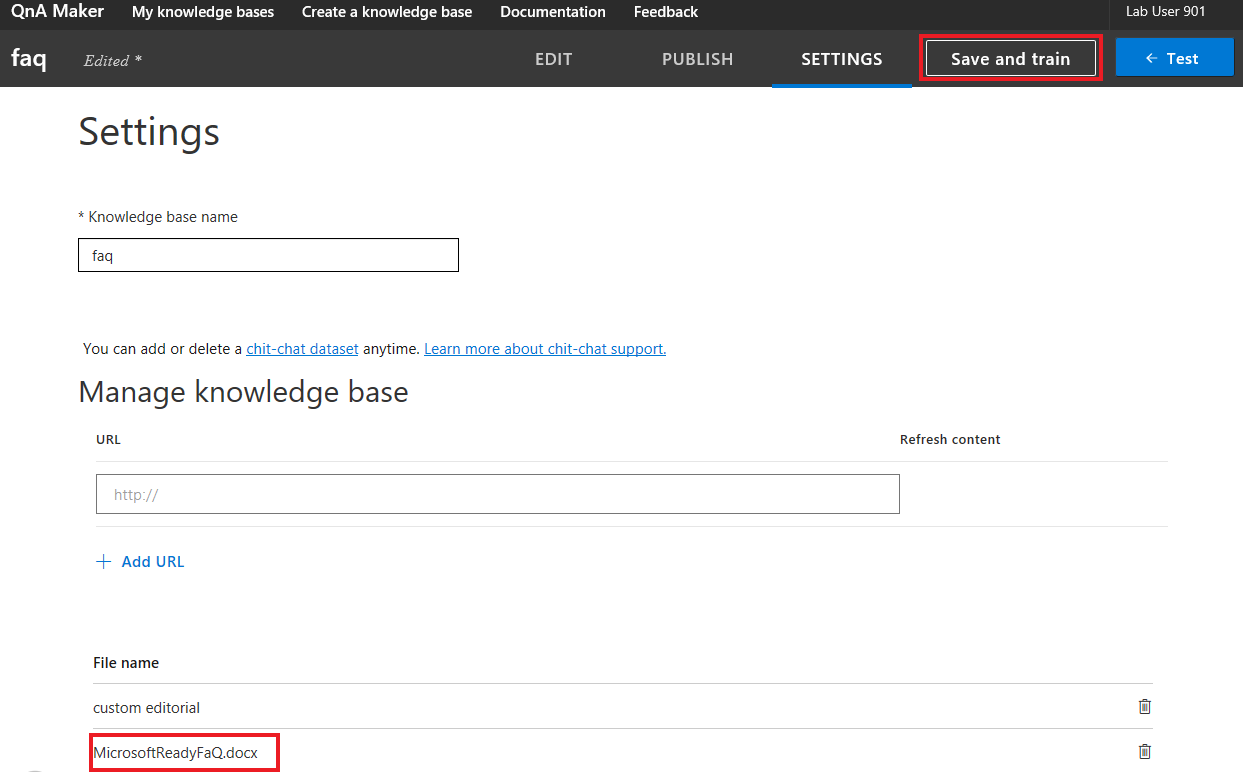 QnA Maker My knowledge bases Create a knowledge base Documentation Feedback Lab User 901
faq Edited * EDIT PUBLISH SETTINGS Save and train ← Test
Settings
* Knowledge base name
faq
You can add or delete a chit-chat dataset anytime. Learn more about chit-chat support.
Manage knowledge base
URL Refresh content
http://
+ Add URL
File name
custom editorial
MicrosoftReadyFaQ.docx